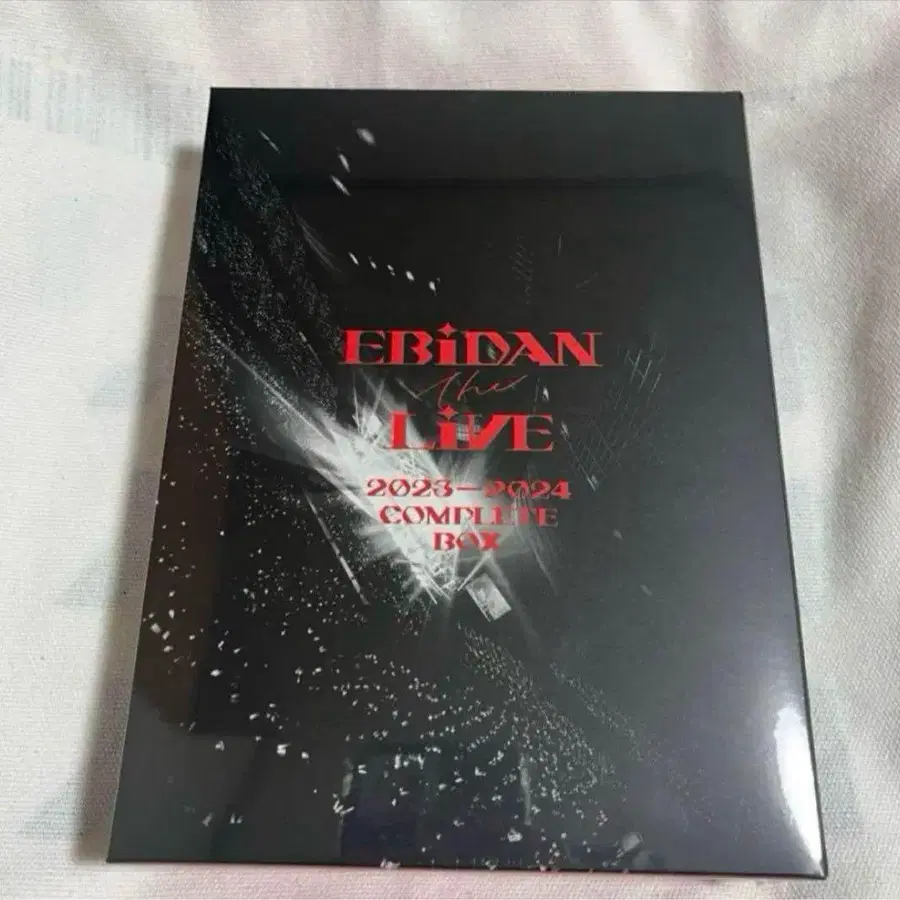 EBiDAN
the
LiVE
2023-2024
COMPLETE
BOX